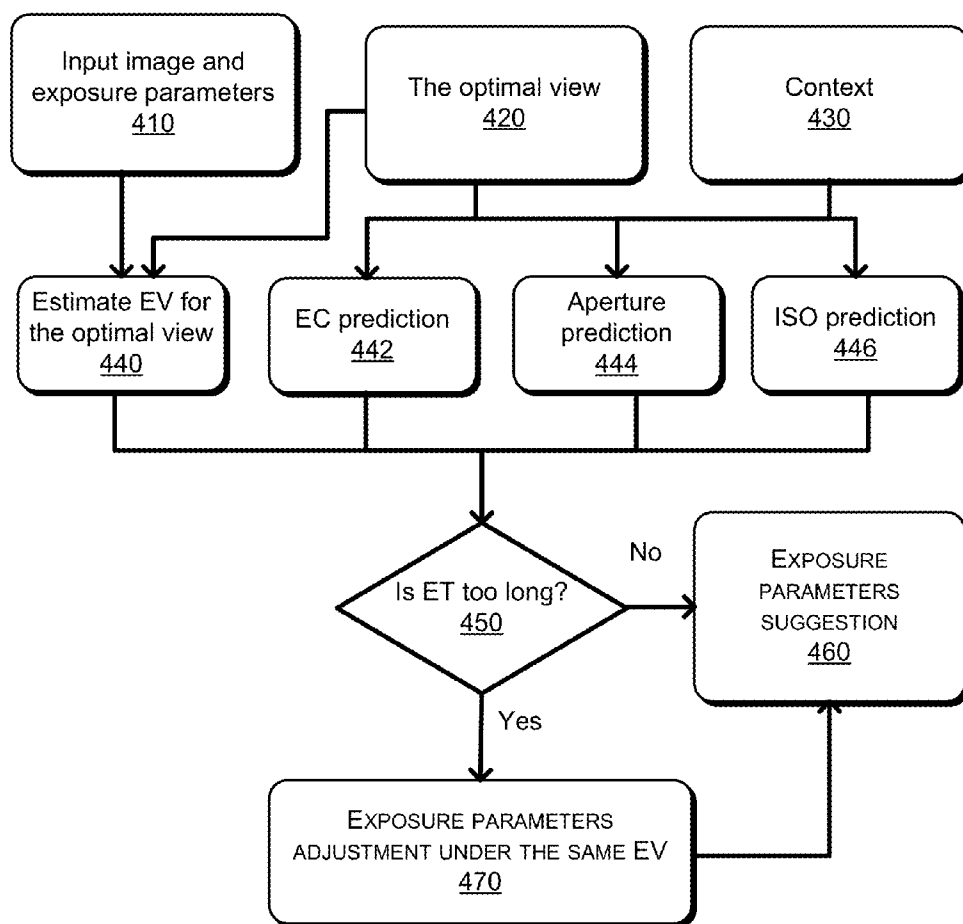 Input image and
exposure parameters
410
The optimal view
420
Context
430
Estimate EV for
the optimal view
440
EC prediction
442
Aperture
prediction
444
ISO prediction
446
Is ET too long?
450
No
Yes
EXPOSURE
PARAMETERS
SUGGESTION
460
EXPOSURE PARAMETERS
ADJUSTMENT UNDER THE SAME EV
470